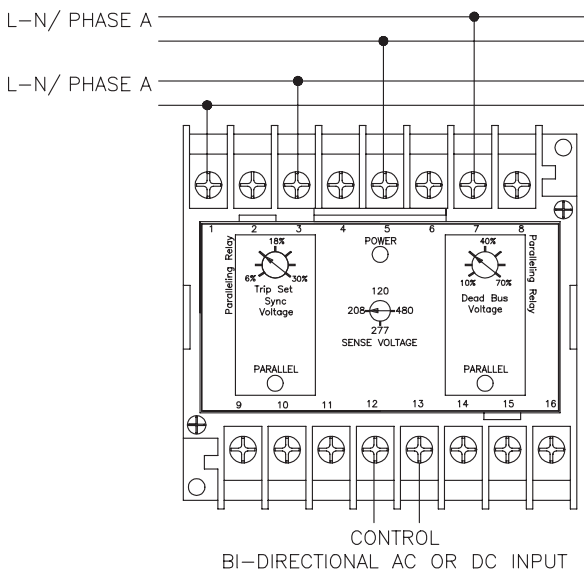 L-N/ PHASE A
L-N/ PHASE A
1 2 3 4 5 6 7 8
Paralleling Relay
18%
6% 30%
Trip Set
Sync
Voltage
PARALLEL
POWER
120
208 480
277
SENSE VOLTAGE
40%
10% 70%
Dead Bus
Voltage
PARALLEL
Paralleling Relay
9 10 11 12 13 14 15 16
CONTROL
BI-DIRECTIONAL AC OR DC INPUT